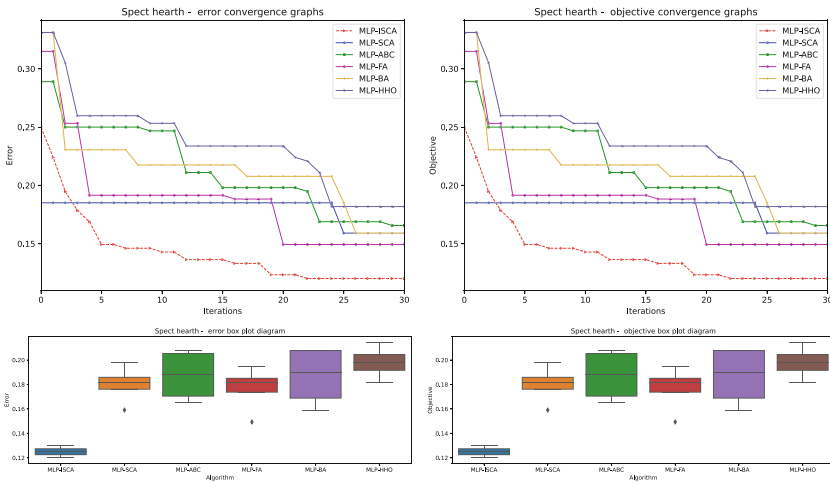 Spect hearth - error convergence graphs
MLP-ISCA
MLP-SCA
MLP-ABC
MLP-FA
MLP-BA
MLP-HHO
0.30
0.25
0.20
0.15
Error
0 5 10 15 20 25 30
Iterations
Spect hearth - objective convergence graphs
MLP-ISCA
MLP-SCA
MLP-ABC
MLP-FA
MLP-BA
MLP-HHO
0.30
0.25
0.20
0.15
Objective
0 5 10 15 20 25 30
Iterations
Spect hearth - error box plot diagram
0.20
0.18
0.16
0.14
0.12
Error
MLP-ISCA MLP-SCA MLP-ABC MLP-FA MLP-BA MLP-HHO
Algorithm
Spect hearth - objective box plot diagram
0.20
0.18
0.16
0.14
0.12
Objective
MLP-ISCA MLP-SCA MLP-ABC MLP-FA MLP-BA MLP-HHO
Algorithm